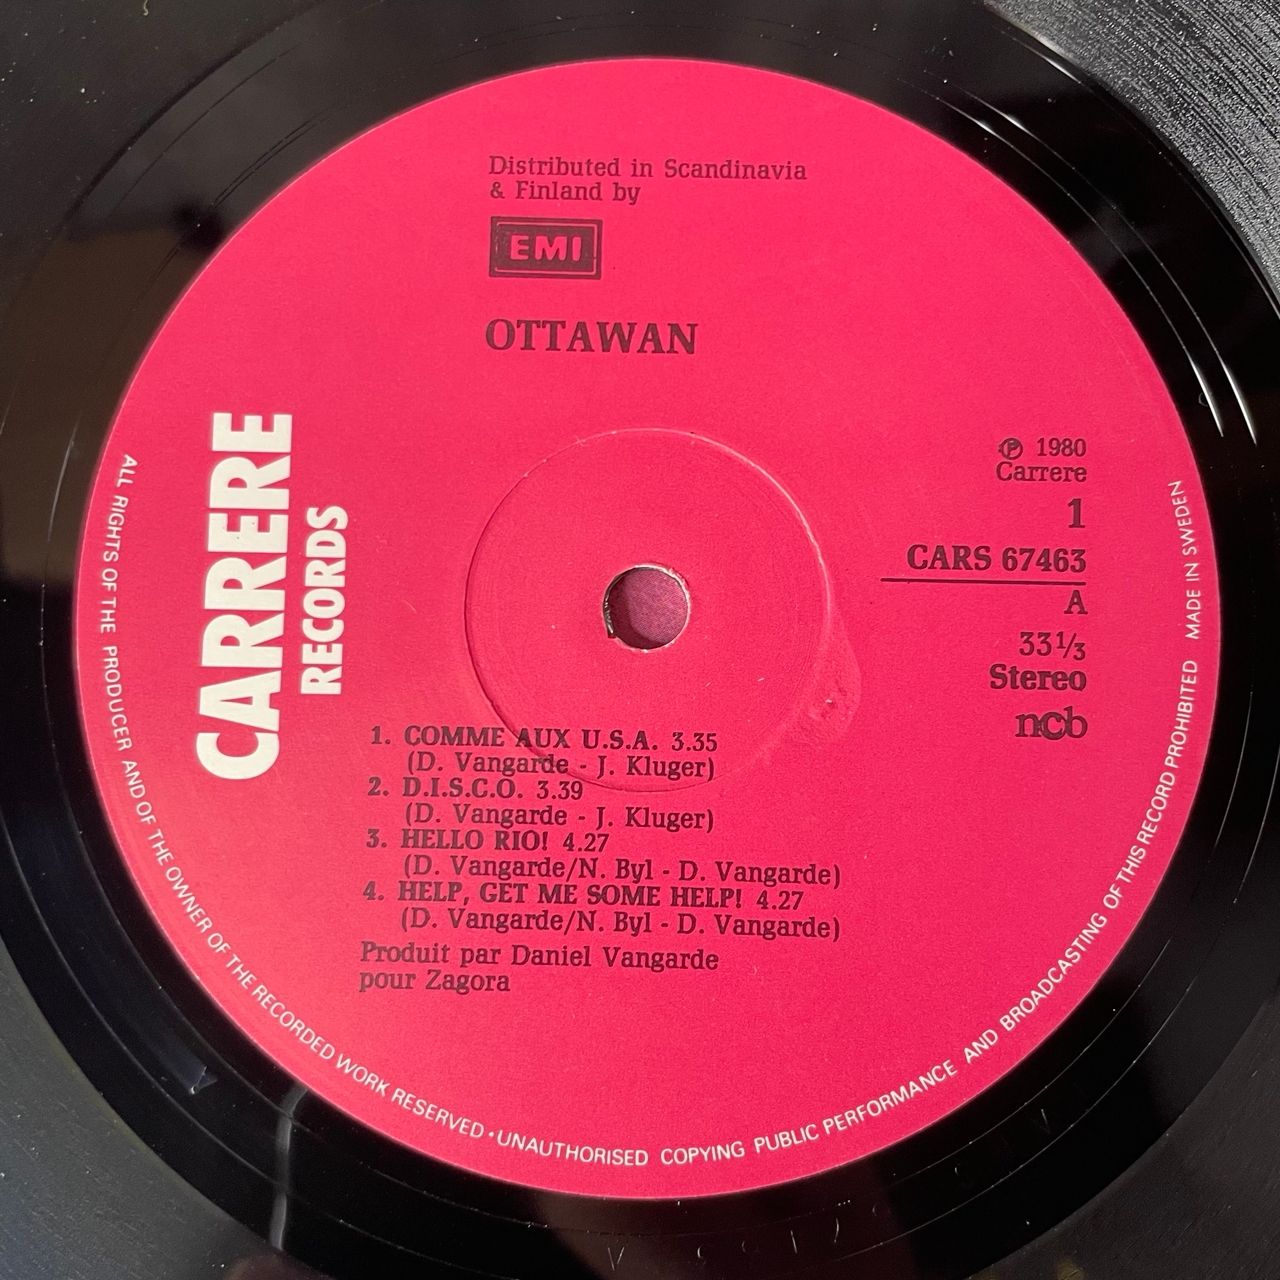 Distributed in Scandinavia
& Finland by
EMI
OTTAWAN
CARRERE
RECORDS
℗ 1980
Carrere
1
CARS 67463
A
33⅓
Stereo
ncb
1. COMME AUX U.S.A. 3.35
(D. Vangarde - J. Kluger)
2. D.I.S.C.O. 3.39
(D. Vangarde - J. Kluger)
3. HELLO RIO! 4.27
(D. Vangarde/N. Byl - D. Vangarde)
4. HELP, GET ME SOME HELP! 4.27
(D. Vangarde/N. Byl - D. Vangarde)
Produit par Daniel Vangarde
pour Zagora
ALL RIGHTS OF THE PRODUCER AND OF THE OWNER OF THE RECORDED WORK RESERVED • UNAUTHORISED COPYING PUBLIC PERFORMANCE AND BROADCASTING OF THIS RECORD PROHIBITED MADE IN SWEDEN